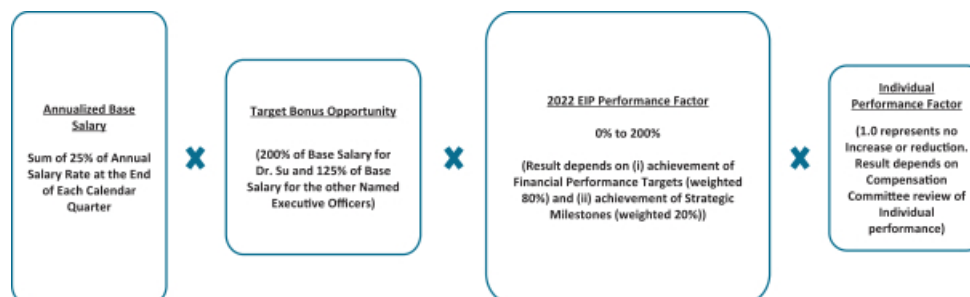 Annualized Base
Salary
Sum of 25% of Annual
Salary Rate at the End
of Each Calendar
Quarter
Target Bonus Opportunity
(200% of Base Salary for
Dr. Su and 125% of Base
Salary for the other Named
Executive Officers)
2022 EIP Performance Factor
0% to 200%
(Result depends on (i) achievement of
Financial Performance Targets (weighted
80%) and (ii) achievement of Strategic
Milestones (weighted 20%))
Individual
Performance Factor
(1.0 represents no
Increase or reduction.
Result depends on
Compensation
Committee review of
Individual
performance)